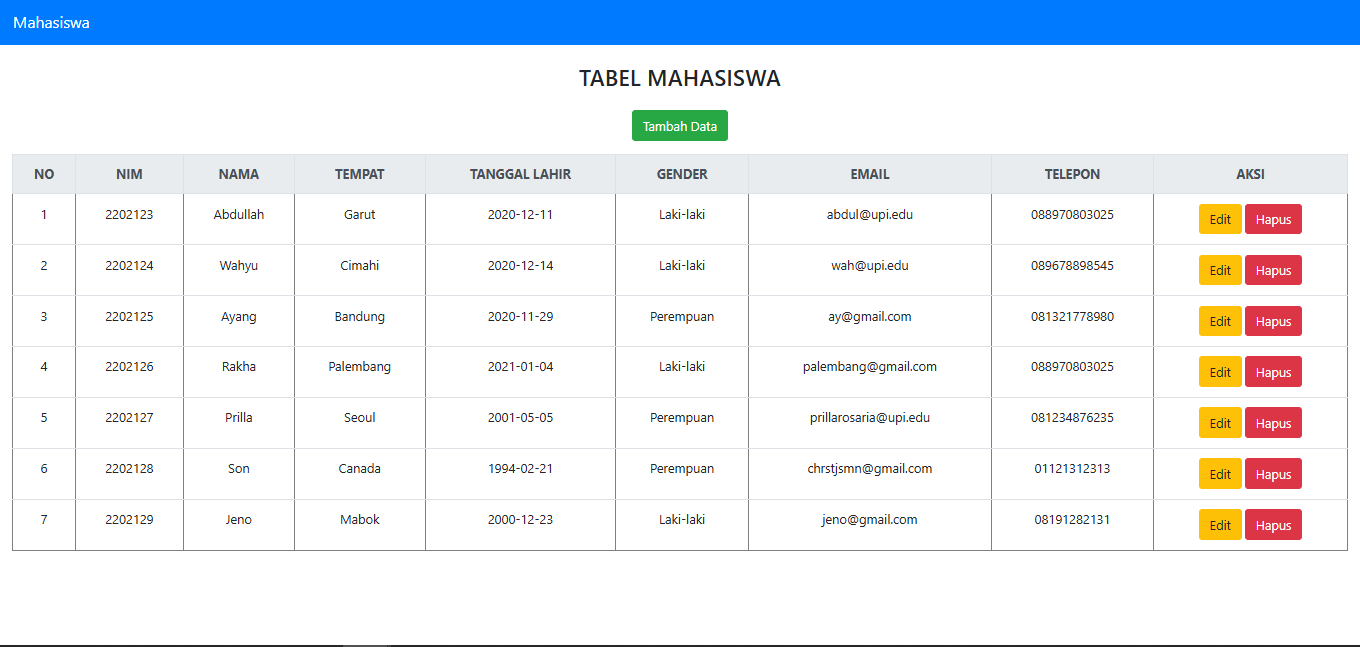 Mahasiswa
TABEL MAHASISWA
Tambah Data
NO NIM NAMA TEMPAT TANGGAL LAHIR GENDER EMAIL TELEPON AKSI
1 2202123 Abdullah Garut 2020-12-11 Laki-laki abdul@upi.edu 088970803025 Edit Hapus
2 2202124 Wahyu Cimahi 2020-12-14 Laki-laki wah@upi.edu 089678898545 Edit Hapus
3 2202125 Ayang Bandung 2020-11-29 Perempuan ay@gmail.com 081321778980 Edit Hapus
4 2202126 Rakha Palembang 2021-01-04 Laki-laki palembang@gmail.com 088970803025 Edit Hapus
5 2202127 Prilla Seoul 2001-05-05 Perempuan prillarosaria@upi.edu 081234876235 Edit Hapus
6 2202128 Son Canada 1994-02-21 Perempuan chrstjsmn@gmail.com 01121312313 Edit Hapus
7 2202129 Jeno Mabok 2000-12-23 Laki-laki jeno@gmail.com 08191282131 Edit Hapus